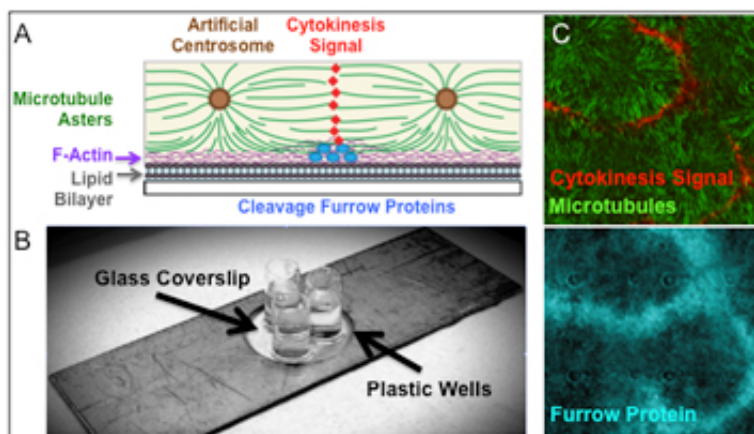 A
Artificial
Centrosome
Cytokinesis
Signal
Microtubule
Asters
F-Actin
Lipid
Bilayer
Cleavage Furrow Proteins
B
Glass Coverslip
Plastic Wells
C
Cytokinesis Signal
Microtubules
Furrow Protein